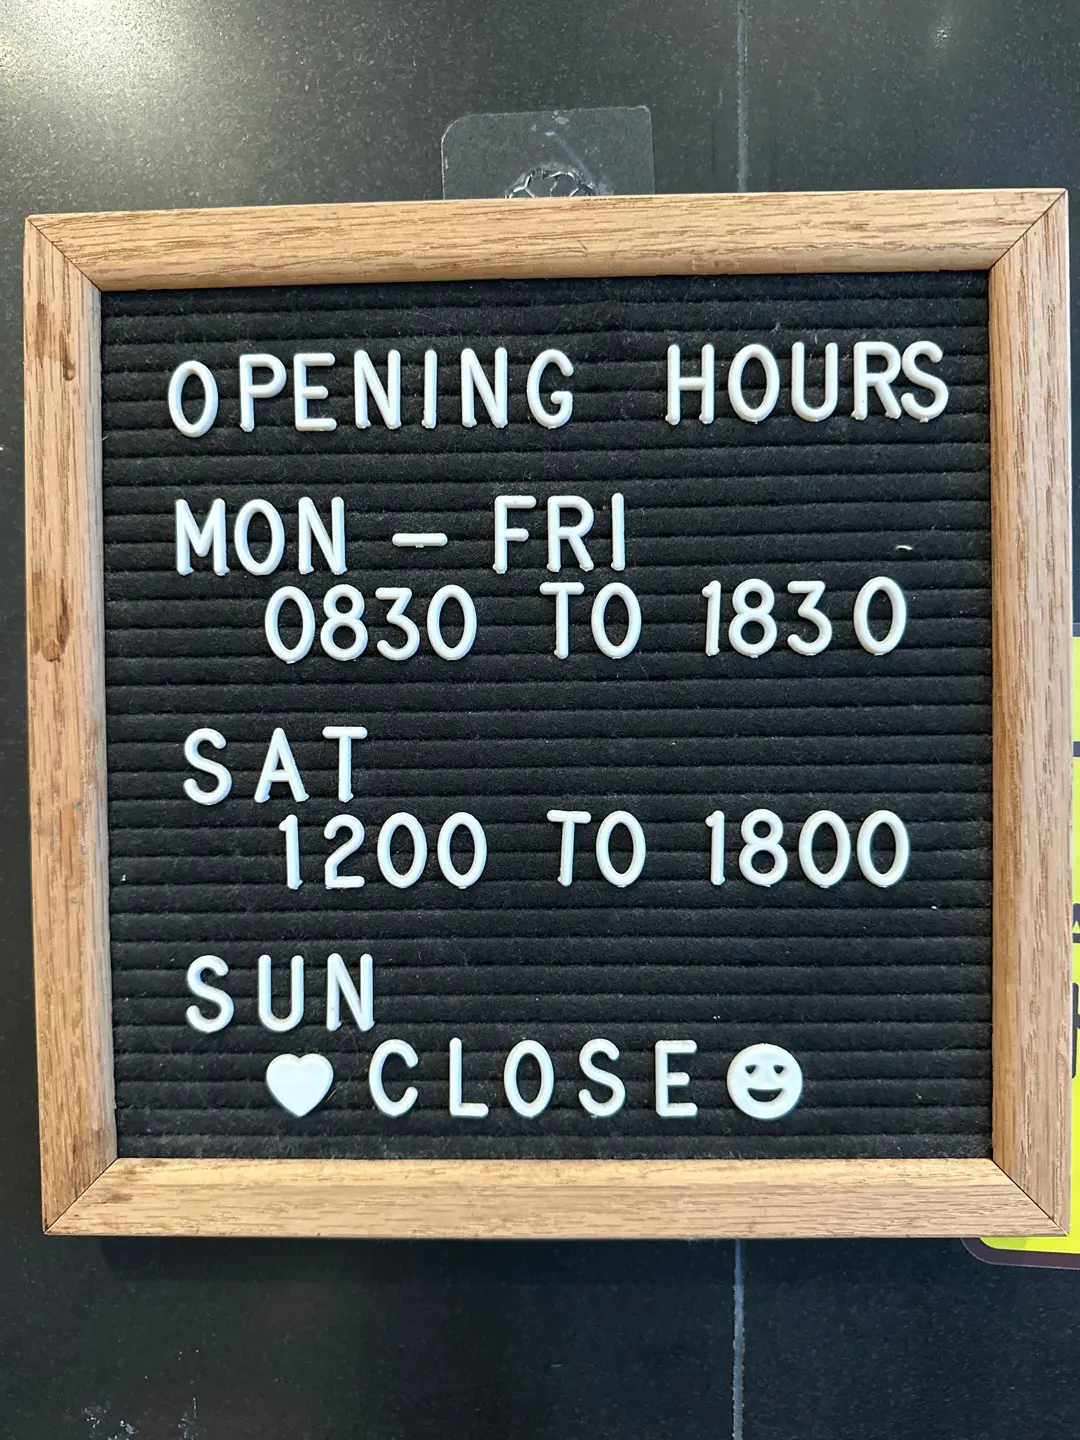 OPENING HOURS
MON – FRI
0830 TO 1830
SAT
1200 TO 1800
SUN
CLOSE